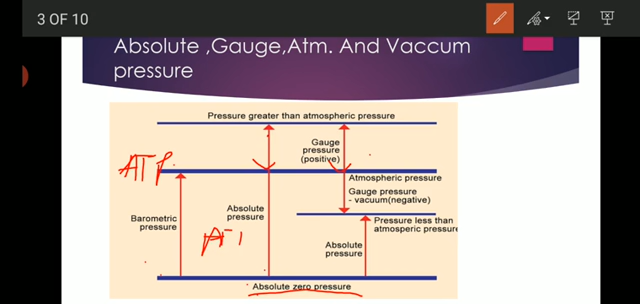 3 OF 10
Absolute ,Gauge,Atm. And Vaccum
pressure
Pressure greater than atmospheric pressure
Gauge
pressure
(positive)
ATP.
Atmospheric pressure
Gauge pressure
- vacuum(negative)
Barometric
pressure
Absolute
pressure
Pressure less than
atmosperic pressure
Absolute
pressure
Absolute zero pressure